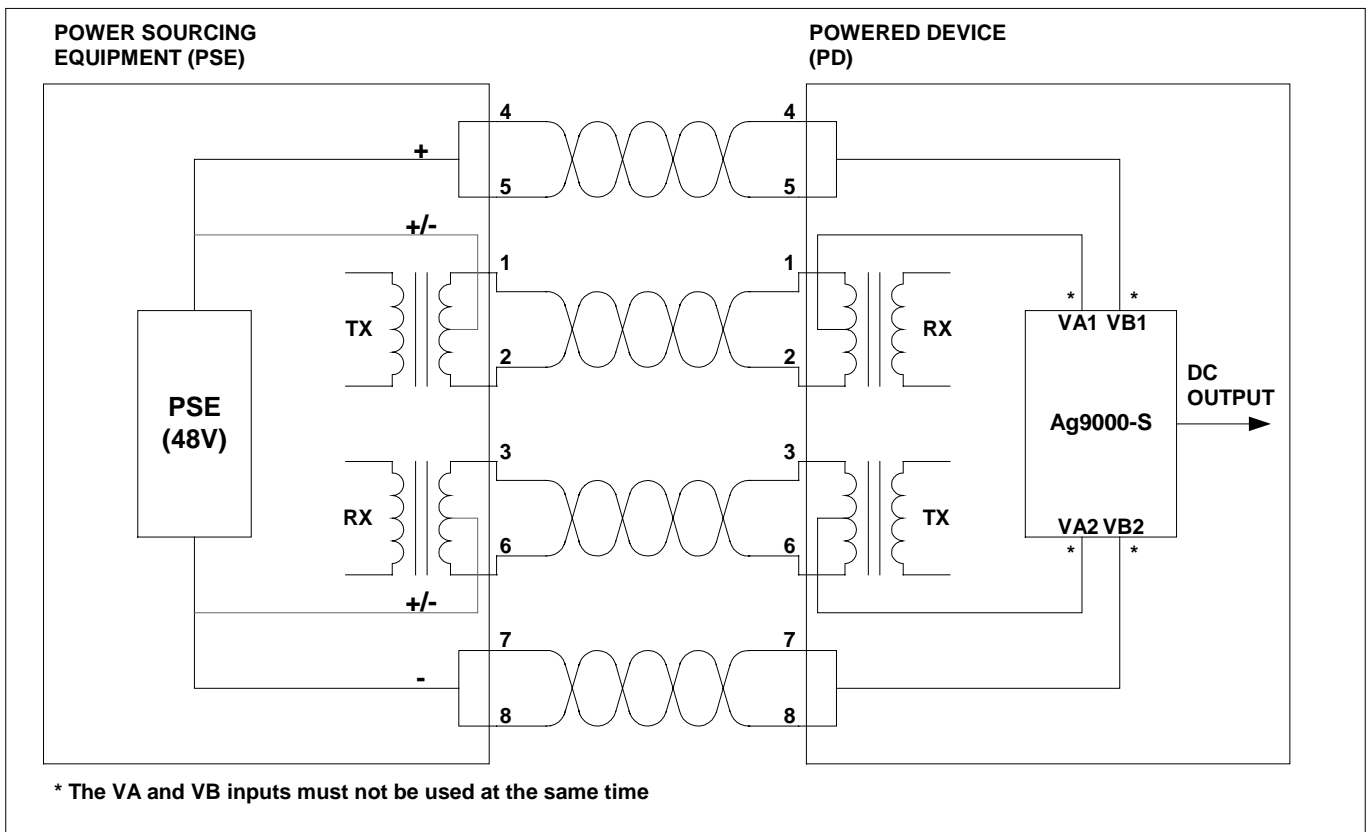 POWER SOURCING
EQUIPMENT (PSE)
POWERED DEVICE
(PD)
4
4
+
5
5
+/-
1
1
* *
VA1 VB1
TX
RX
2
2
DC
OUTPUT
PSE
(48V)
Ag9000-S
3
3
RX
TX
VA2 VB2
* *
6
6
+/-
7
7
-
8
8
* The VA and VB inputs must not be used at the same time